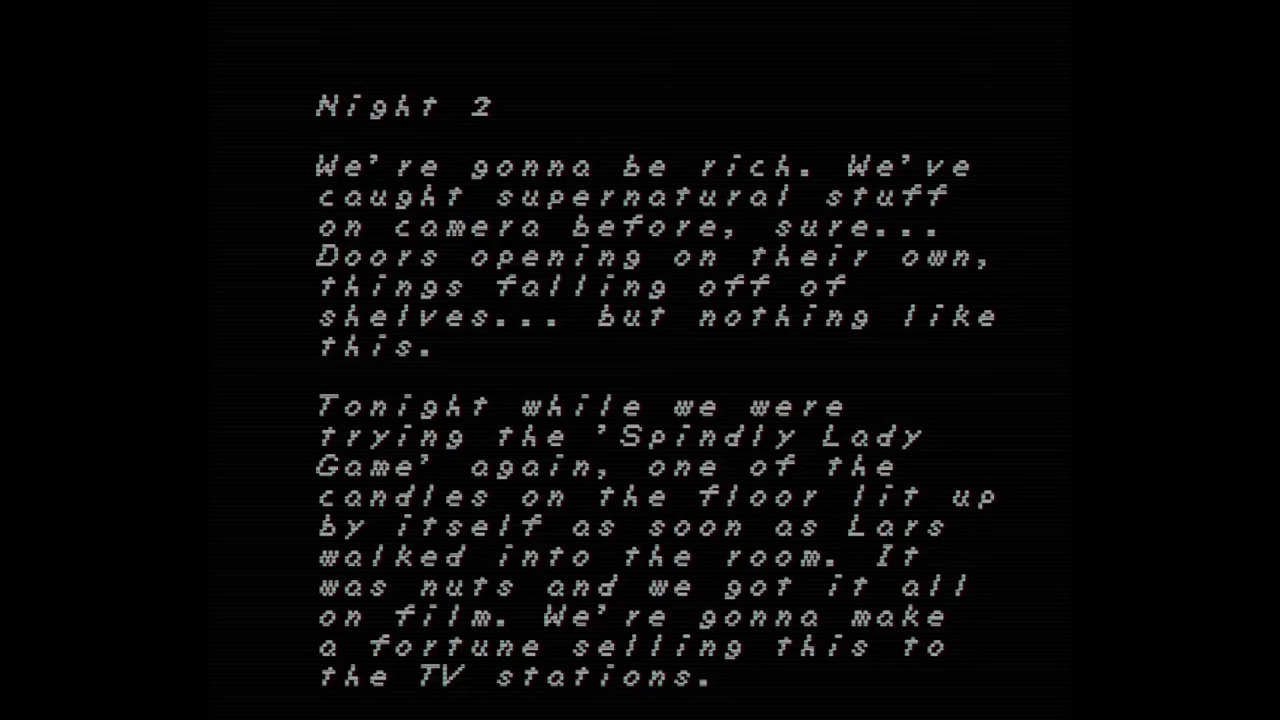 Night 2
We're gonna be rich. We've
caught supernatural stuff
on camera before, sure...
Doors opening on their own,
things falling off of
shelves... but nothing like
this.
Tonight while we were
trying the 'Spindly Lady
Game' again, one of the
candles on the floor lit up
by itself as soon as Lars
walked into the room. It
was nuts and we got it all
on film. We're gonna make
a fortune selling this to
the TV stations.